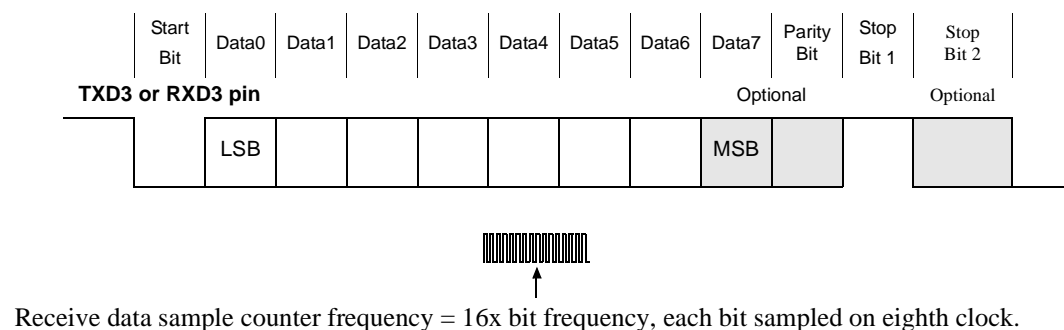 Start Bit Data0 Data1 Data2 Data3 Data4 Data5 Data6 Data7 Parity Bit Stop Bit 1 Stop Bit 2
TXD3 or RXD3 pin Optional Optional
LSB MSB
Receive data sample counter frequency = 16x bit frequency, each bit sampled on eighth clock.